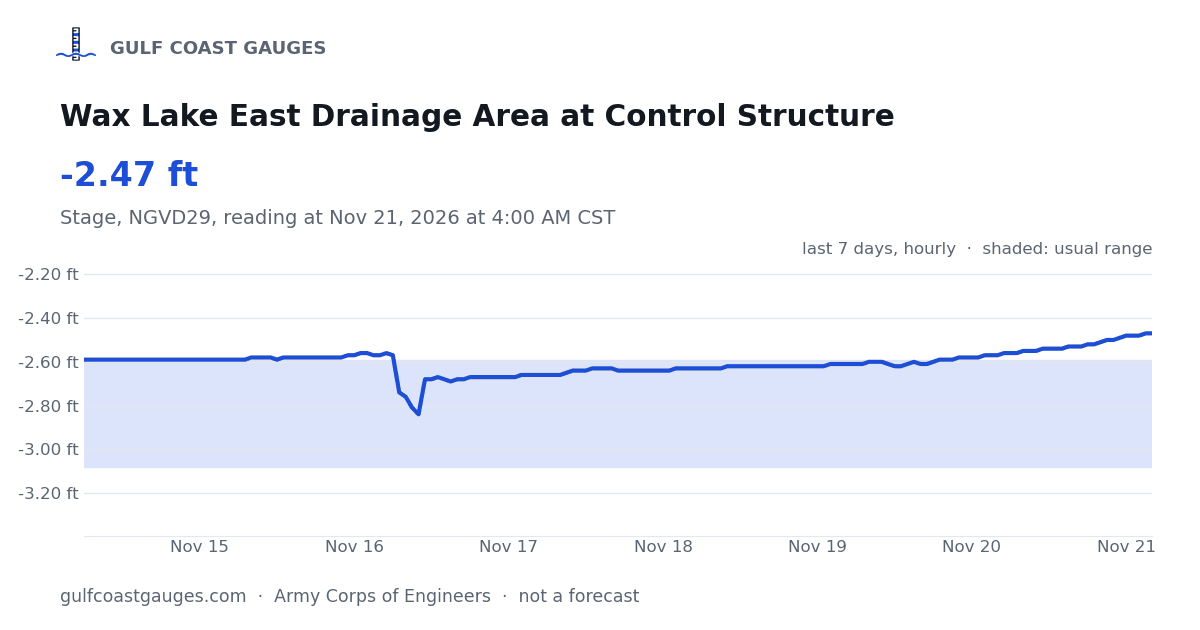 GULF COAST GAUGES
Wax Lake East Drainage Area at Control Structure
-2.47 ft
Stage, NGVD29, reading at Nov 21, 2026 at 4:00 AM CST
last 7 days, hourly · shaded: usual range
-2.20 ft
-2.40 ft
-2.60 ft
-2.80 ft
-3.00 ft
-3.20 ft
Nov 15 Nov 16 Nov 17 Nov 18 Nov 19 Nov 20 Nov 21
gulfcoastgauges.com · Army Corps of Engineers · not a forecast